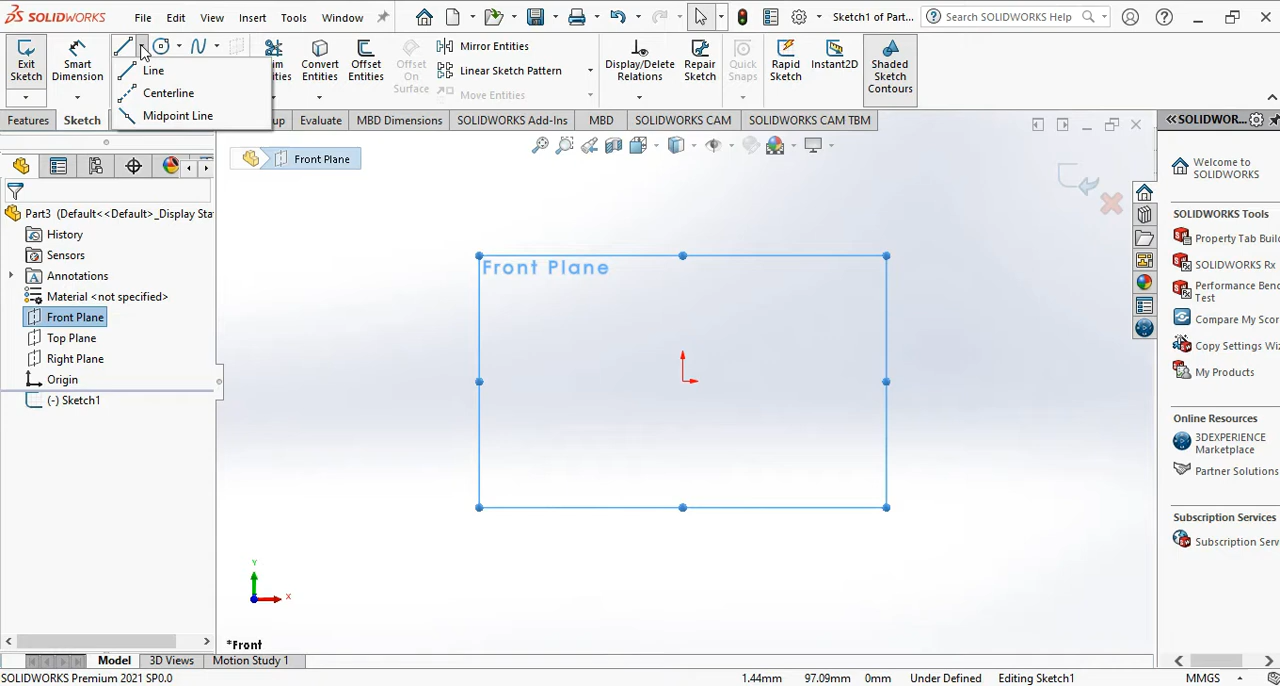 SOLIDWORKS File Edit View Insert Tools Window Sketch1 of Part... Search SOLIDWORKS Help
Exit Sketch
Smart Dimension
Line
Centerline
Midpoint Line
Convert Entities
Offset Entities
Offset On Surface
Mirror Entities
Linear Sketch Pattern
Move Entities
Display/Delete Relations
Repair Sketch
Quick Snaps
Rapid Sketch
Instant2D
Shaded Sketch Contours
Features Sketch Evaluate MBD Dimensions SOLIDWORKS Add-Ins MBD SOLIDWORKS CAM SOLIDWORKS CAM TBM
Front Plane
Part3 (Default<<Default>_Display Sta
History
Sensors
Annotations
Material <not specified>
Front Plane
Top Plane
Right Plane
Origin
(-) Sketch1
Front Plane
Y
X
*Front
SOLIDWOR...
Welcome to
SOLIDWORKS
SOLIDWORKS Tools
Property Tab Build
SOLIDWORKS Rx
Performance Benc
Test
Compare My Scor
Copy Settings Wiz
My Products
Online Resources
3DEXPERIENCE
Marketplace
Partner Solutions
Subscription Services
Subscription Serv
Model 3D Views Motion Study 1
SOLIDWORKS Premium 2021 SP0.0 1.44mm 97.09mm 0mm Under Defined Editing Sketch1 MMGS